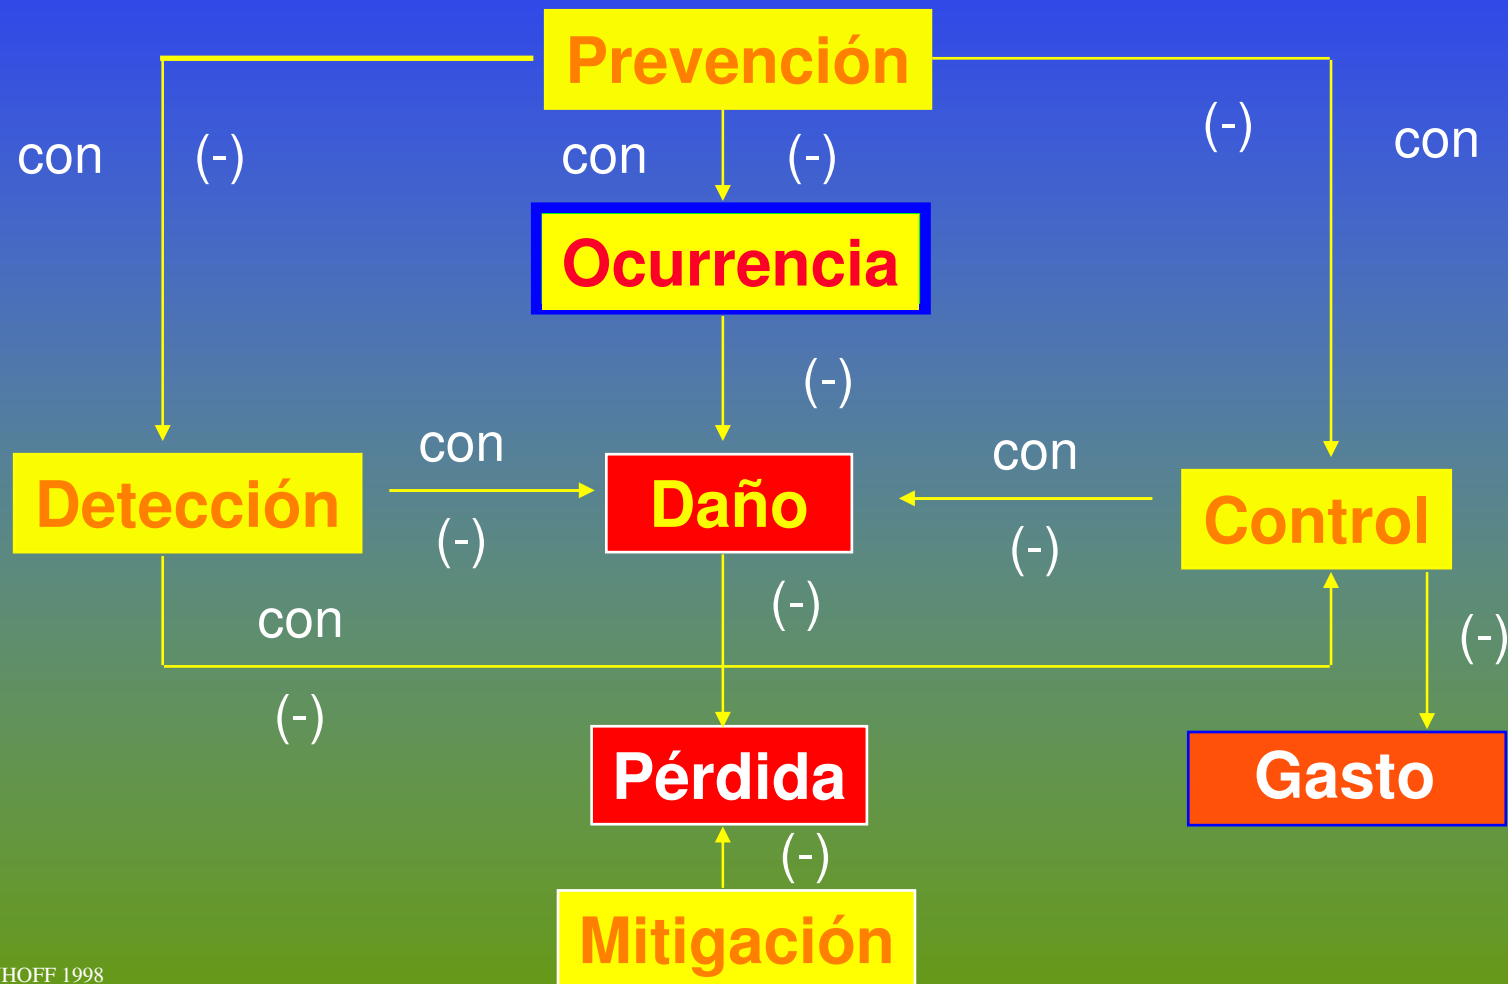 Prevención
con (-) con (-) (-) con
Ocurrencia
(-)
con con
Detección Daño Control
(-) (-)
(-)
con (-)
(-)
Pérdida Gasto
(-)
Mitigación
HOFF 1998